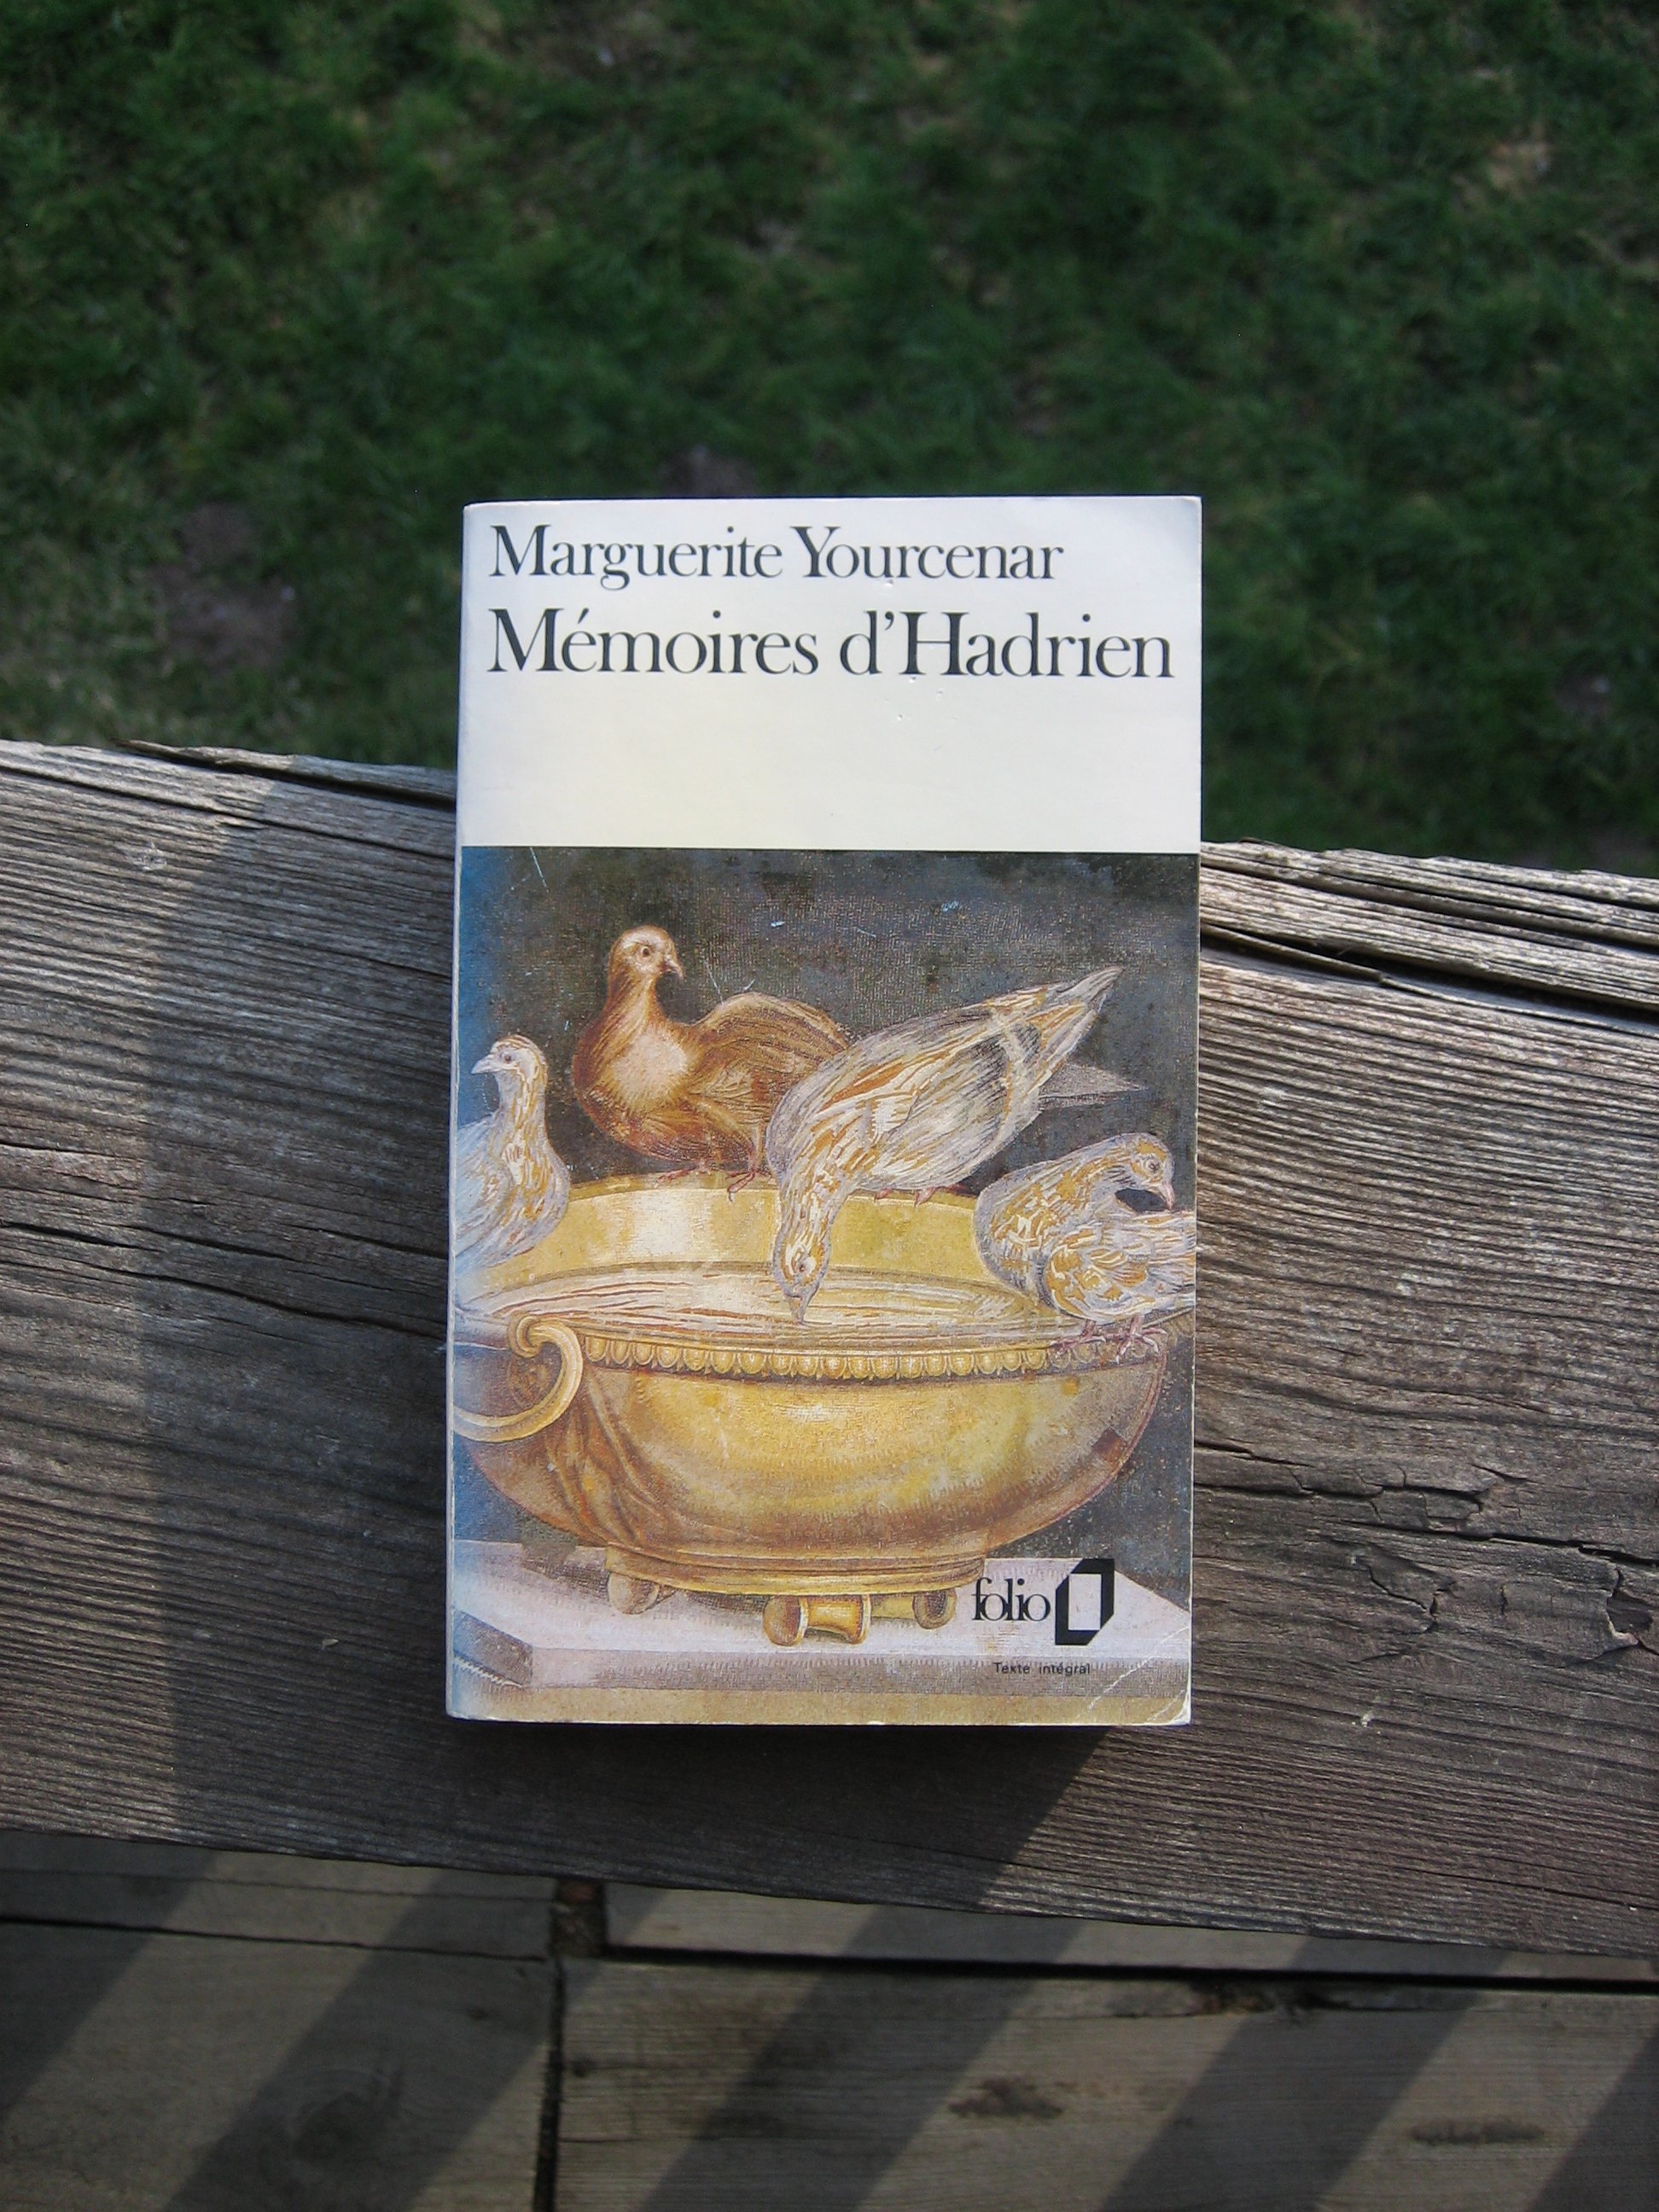 Marguerite Yourcenar
Mémoires d'Hadrien
folio
Texte intégral